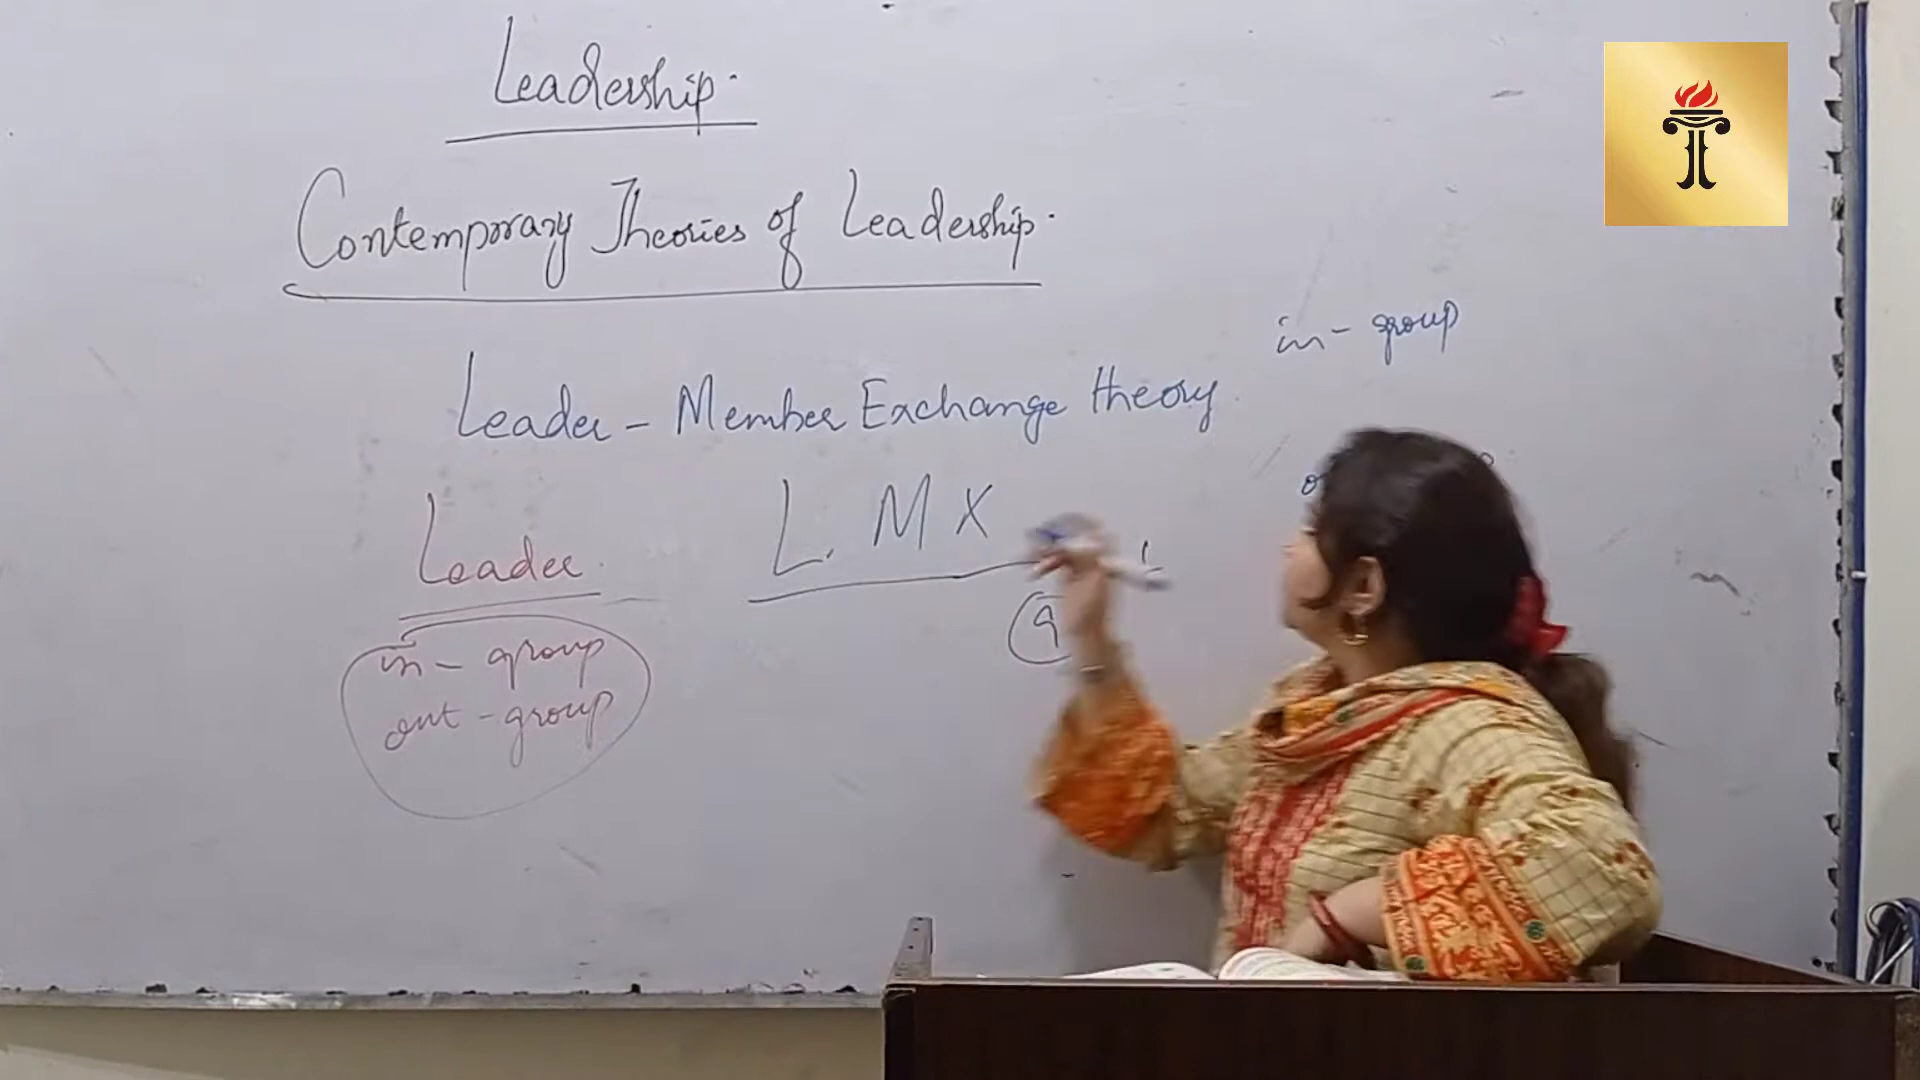 Leadership.
Contemporary Theories of Leadership.
in - group
Leader - Member Exchange theory
L M X
Leader
in - group
out - group